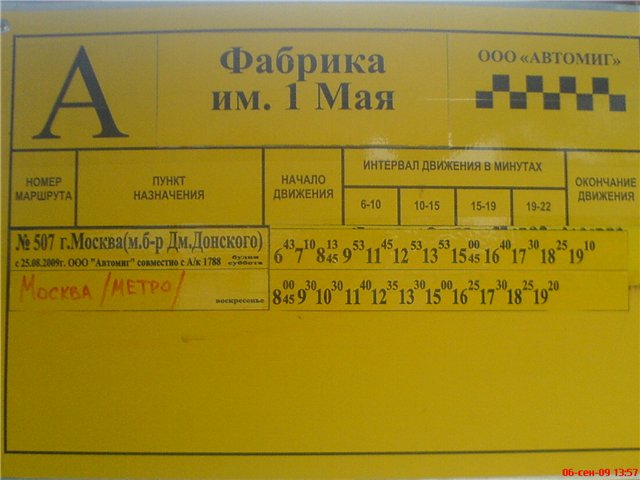 А
Фабрика
им. 1 Мая
ООО «АВТОМИГ»
НОМЕР
МАРШРУТА
ПУНКТ
НАЗНАЧЕНИЯ
НАЧАЛО
ДВИЖЕНИЯ
ИНТЕРВАЛ ДВИЖЕНИЯ В МИНУТАХ
6-10 10-15 15-19 19-22
ОКОНЧАНИЕ
ДВИЖЕНИЯ
№ 507 г.Москва(м.б-р Дм.Донского)
с 25.08.2009г. ООО "Автомиг" совместно с А/к 1788 будни суббота
6 43 7 10 8 13 45 9 53 11 45 12 53 13 53 15 00 45 16 40 17 30 18 25 19 10
Москва /метро/
воскресенье
8 00 45 9 30 10 30 11 40 12 35 13 30 15 00 16 25 17 30 18 25 19 20
06-сен-09 13:57